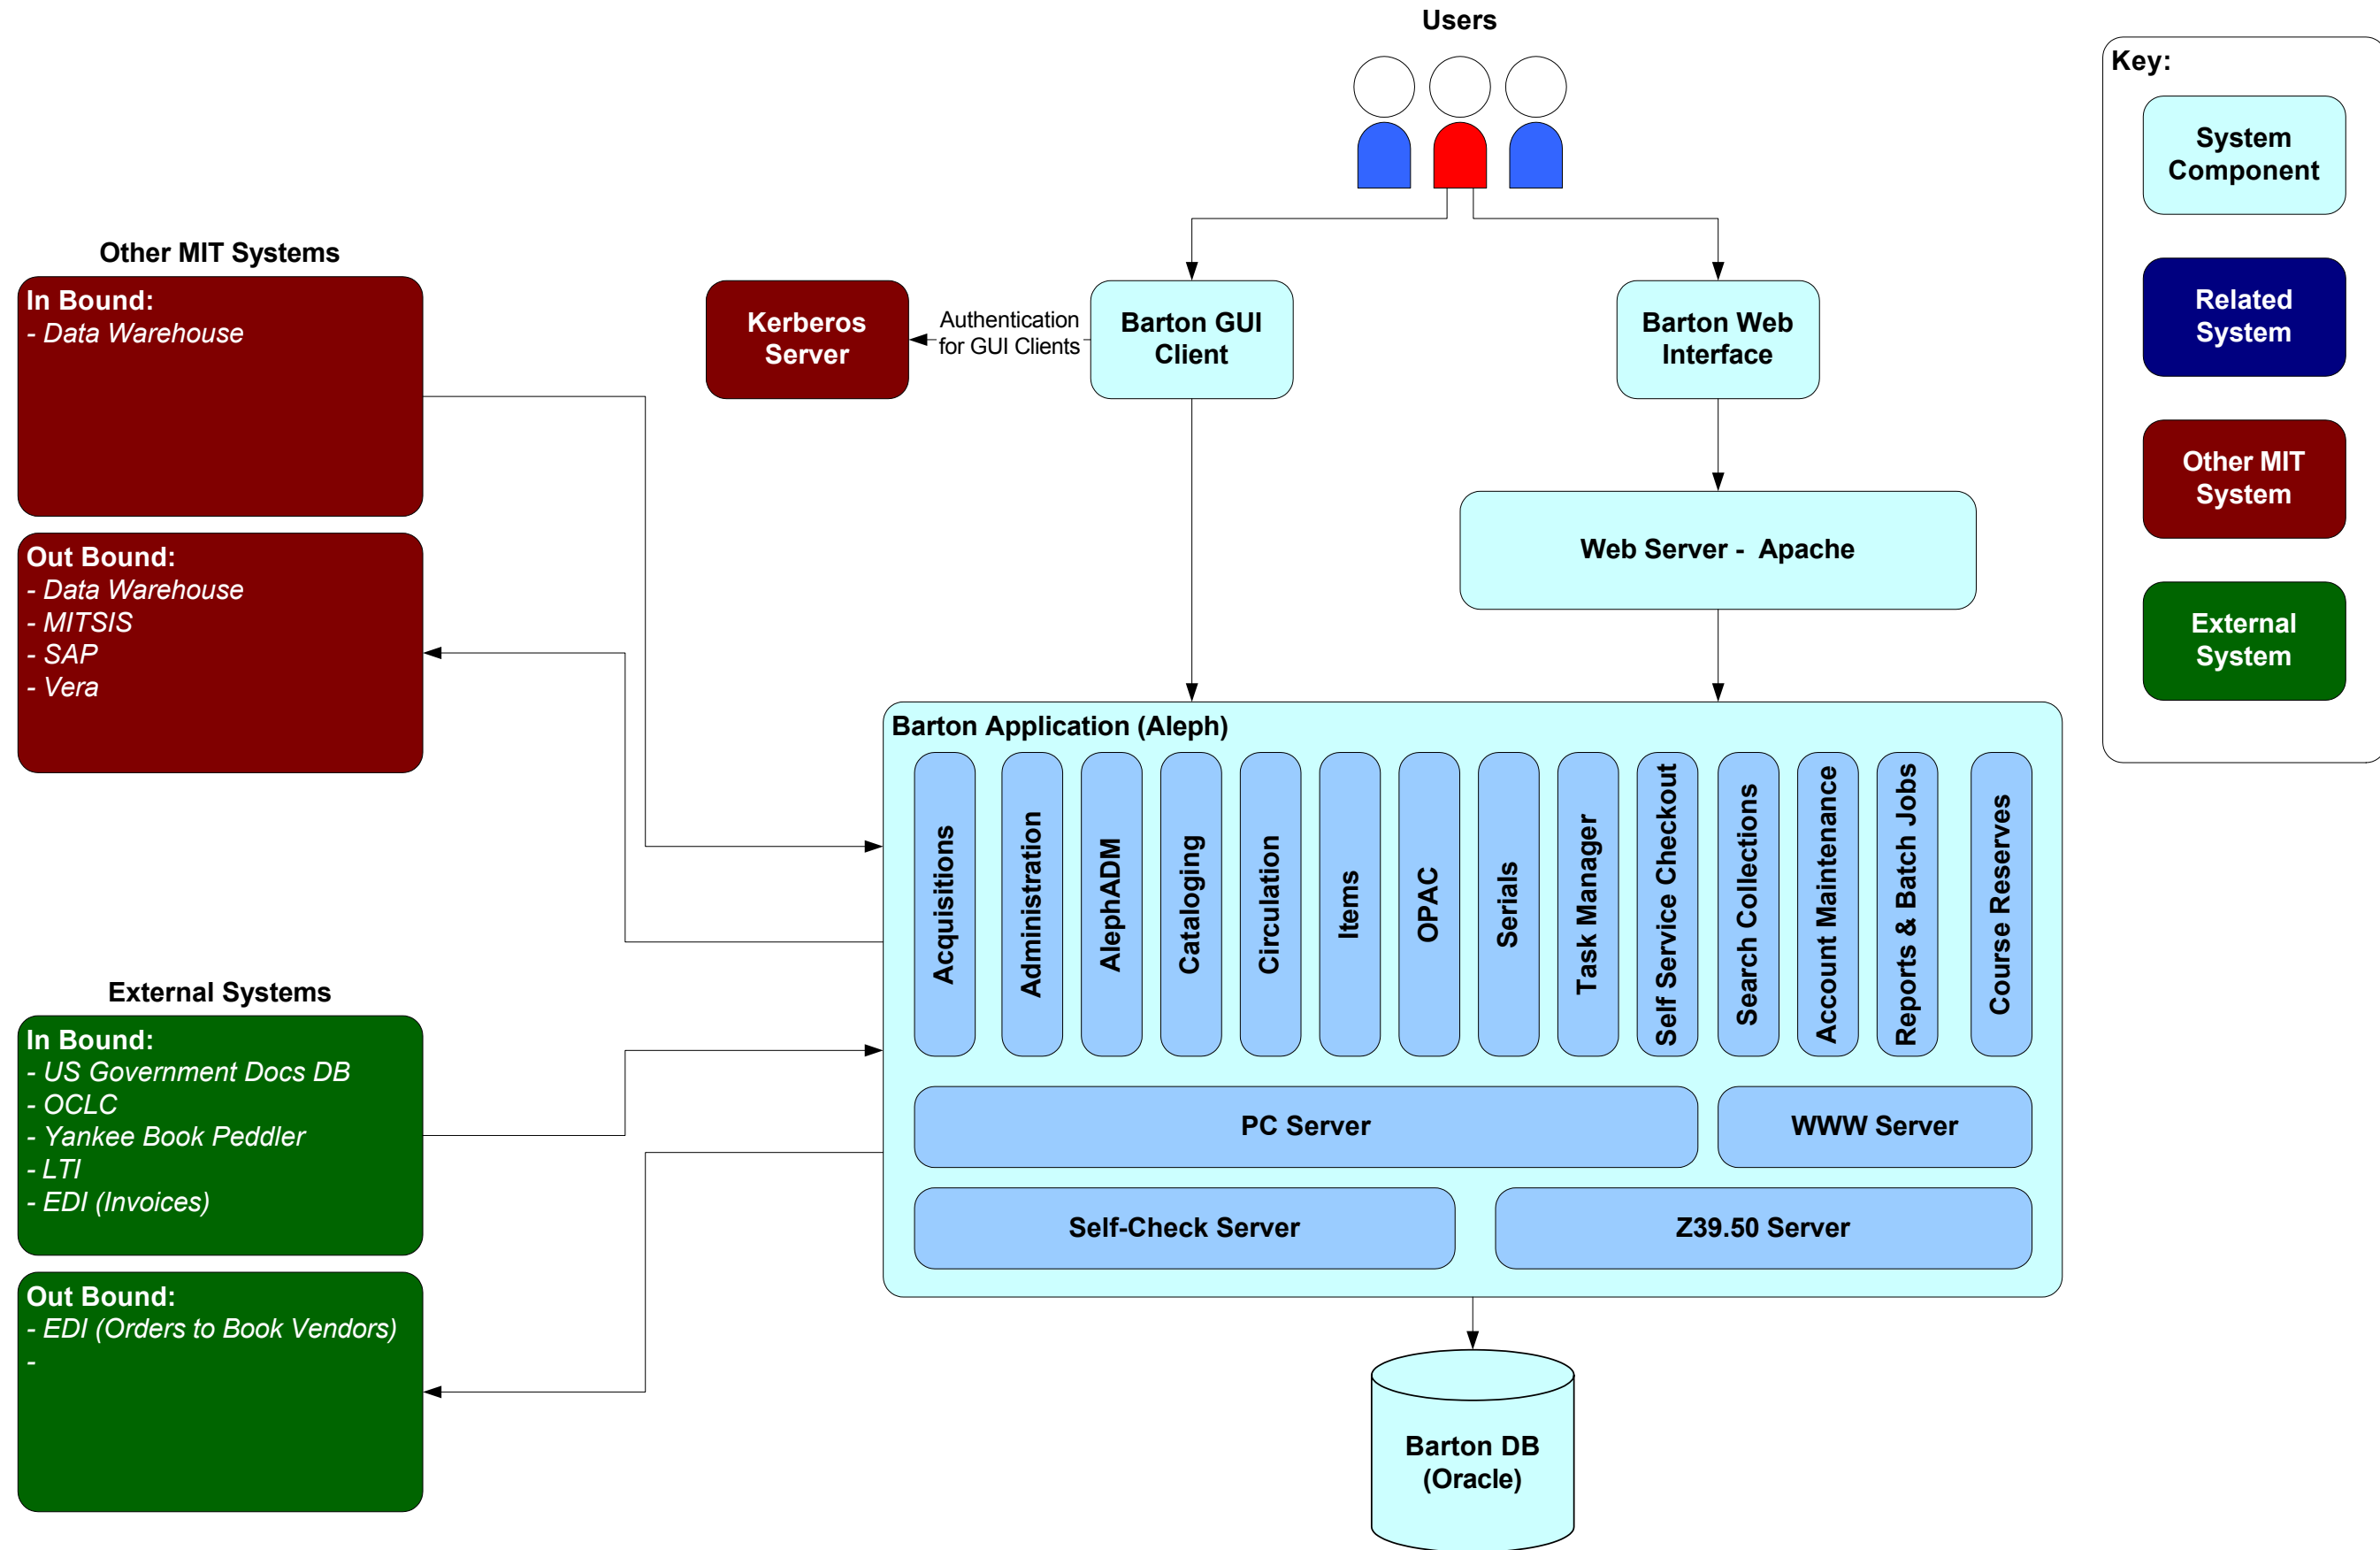 Users
Key:
System
Component
Related
System
Other MIT
System
External
System
Other MIT Systems
In Bound:
- Data Warehouse
Out Bound:
- Data Warehouse
- MITSIS
- SAP
- Vera
Kerberos
Server
Authentication
for GUI Clients
Barton GUI
Client
Barton Web
Interface
Web Server -  Apache
Barton Application (Aleph)
Acquisitions
Administration
AlephADM
Cataloging
Circulation
Items
OPAC
Serials
Task Manager
Self Service Checkout
Search Collections
Account Maintenance
Reports & Batch Jobs
Course Reserves
PC Server
WWW Server
Self-Check Server
Z39.50 Server
External Systems
In Bound:
- US Government Docs DB
- OCLC
- Yankee Book Peddler
- LTI
- EDI (Invoices)
Out Bound:
- EDI (Orders to Book Vendors)
-
Barton DB
(Oracle)